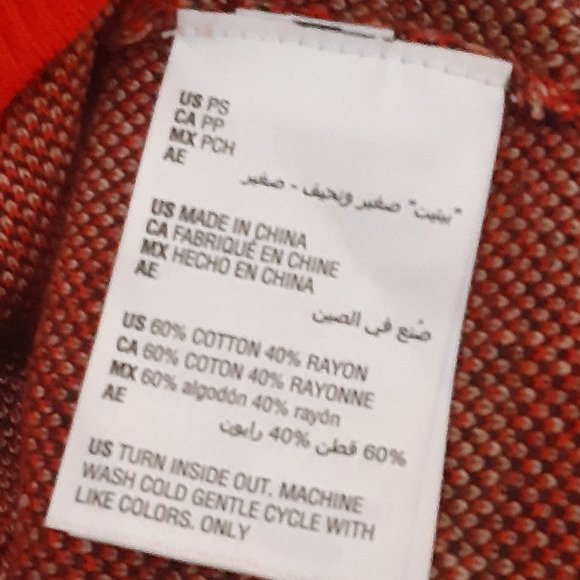 US PS
CA PP
MX PCH
AE
"بيتيت" صغير ونحيف - صغير
US MADE IN CHINA
CA FABRIQUÉ EN CHINE
MX HECHO EN CHINA
AE
صُنع في الصين
US 60% COTTON 40% RAYON
CA 60% COTON 40% RAYONNE
MX 60% algodón 40% rayón
AE
60% قطن 40% رايون
US TURN INSIDE OUT. MACHINE
WASH COLD GENTLE CYCLE WITH
LIKE COLORS. ONLY